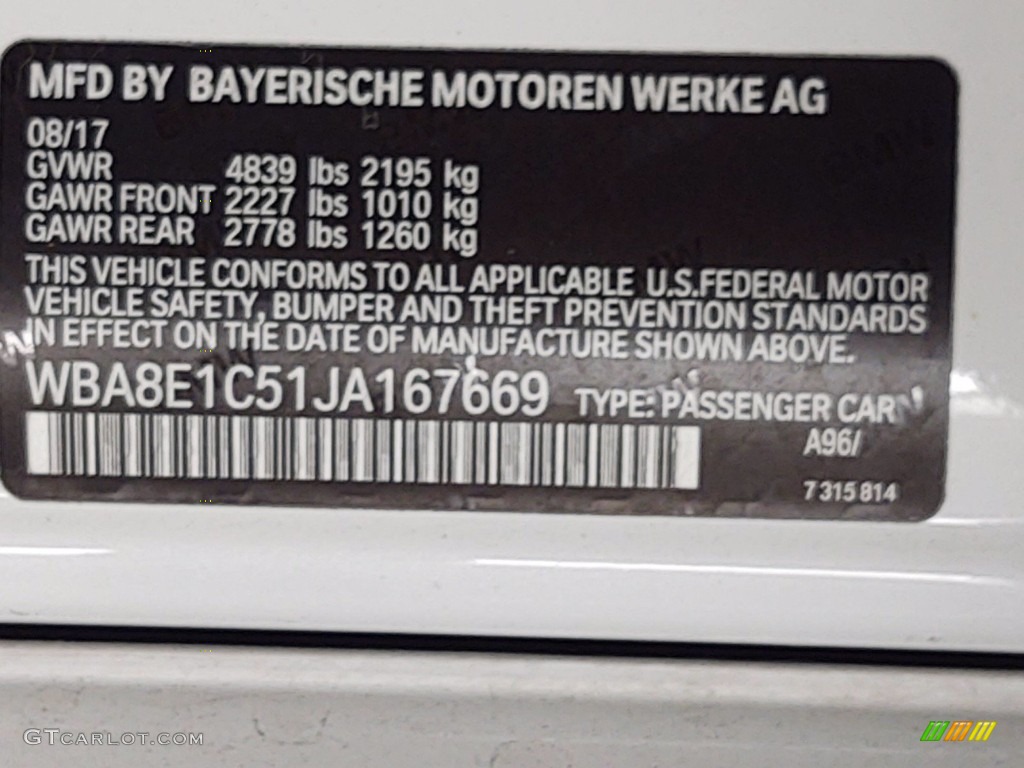 MFD BY BAYERISCHE MOTOREN WERKE AG
08/17
GVWR 4839 lbs 2195 kg
GAWR FRONT 2227 lbs 1010 kg
GAWR REAR 2778 lbs 1260 kg
THIS VEHICLE CONFORMS TO ALL APPLICABLE U.S.FEDERAL MOTOR
VEHICLE SAFETY, BUMPER AND THEFT PREVENTION STANDARDS
IN EFFECT ON THE DATE OF MANUFACTURE SHOWN ABOVE.
WBA8E1C51JA167669 TYPE: PASSENGER CAR
A96/
7 315 814
GTCARLOT.COM